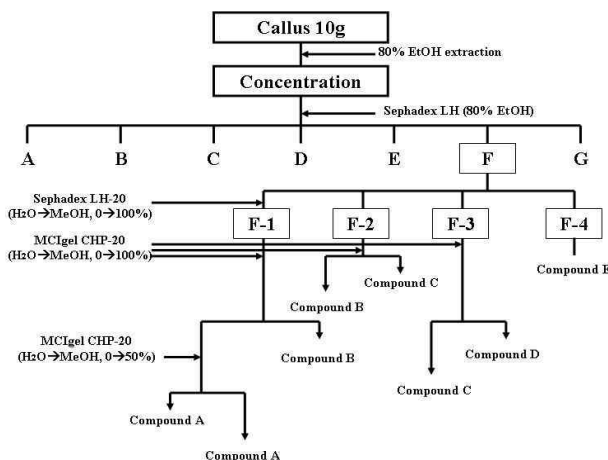 Callus 10g
80% EtOH extraction
Concentration
Sephadex LH (80% EtOH)
A B C D E F G
Sephadex LH-20
(H2O→MeOH, 0→100%)
F-1 F-2 F-3 F-4
MCIgel CHP-20
(H2O→MeOH, 0→100%)
Compound E
Compound C
Compound B
MCIgel CHP-20
(H2O→MeOH, 0→50%)
Compound B
Compound D
Compound C
Compound A
Compound A